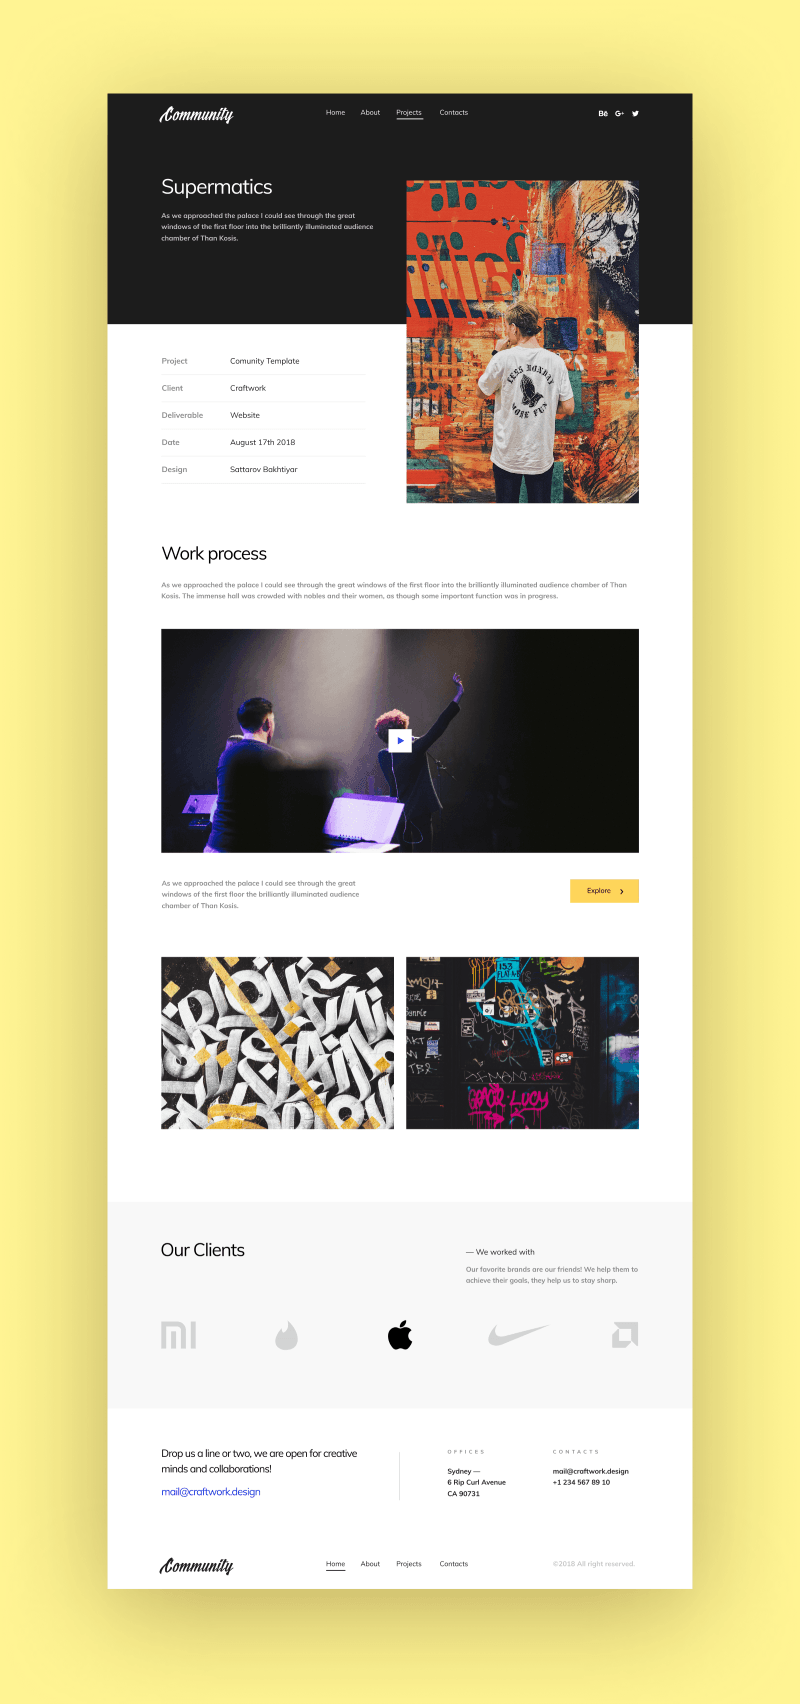 Community
Home About Projects Contacts
Bē G+
Supermatics
As we approached the palace I could see through the great
windows of the first floor into the brilliantly illuminated audience
chamber of Than Kosis.
LESS MONDAY
MORE FUN
Project Comunity Template
Client Craftwork
Deliverable Website
Date August 17th 2018
Design Sattarov Bakhtiyar
Work process
As we approached the palace I could see through the great windows of the first floor into the brilliantly illuminated audience chamber of Than
Kosis. The immense hall was crowded with nobles and their women, as though some important function was in progress.
As we approached the palace I could see through the great
windows of the first floor the brilliantly illuminated audience
chamber of Than Kosis.
Explore
153
LUCY
Our Clients
— We worked with
Our favorite brands are our friends! We help them to
achieve their goals, they help us to stay sharp.
Drop us a line or two, we are open for creative
minds and collaborations!
mail@craftwork.design
OFFICES
Sydney —
6 Rip Curl Avenue
CA 90731
CONTACTS
mail@craftwork.design
+1 234 567 89 10
Community
Home About Projects Contacts
©2018 All right reserved.